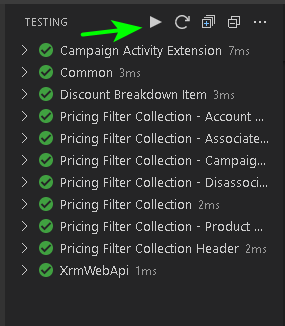 TESTING
Campaign Activity Extension 7ms
Common 3ms
Discount Breakdown Item 3ms
Pricing Filter Collection - Account ...
Pricing Filter Collection - Associate...
Pricing Filter Collection - Campaig...
Pricing Filter Collection - Disassoci...
Pricing Filter Collection 2ms
Pricing Filter Collection - Product ...
Pricing Filter Collection Header 2ms
XrmWebApi 1ms